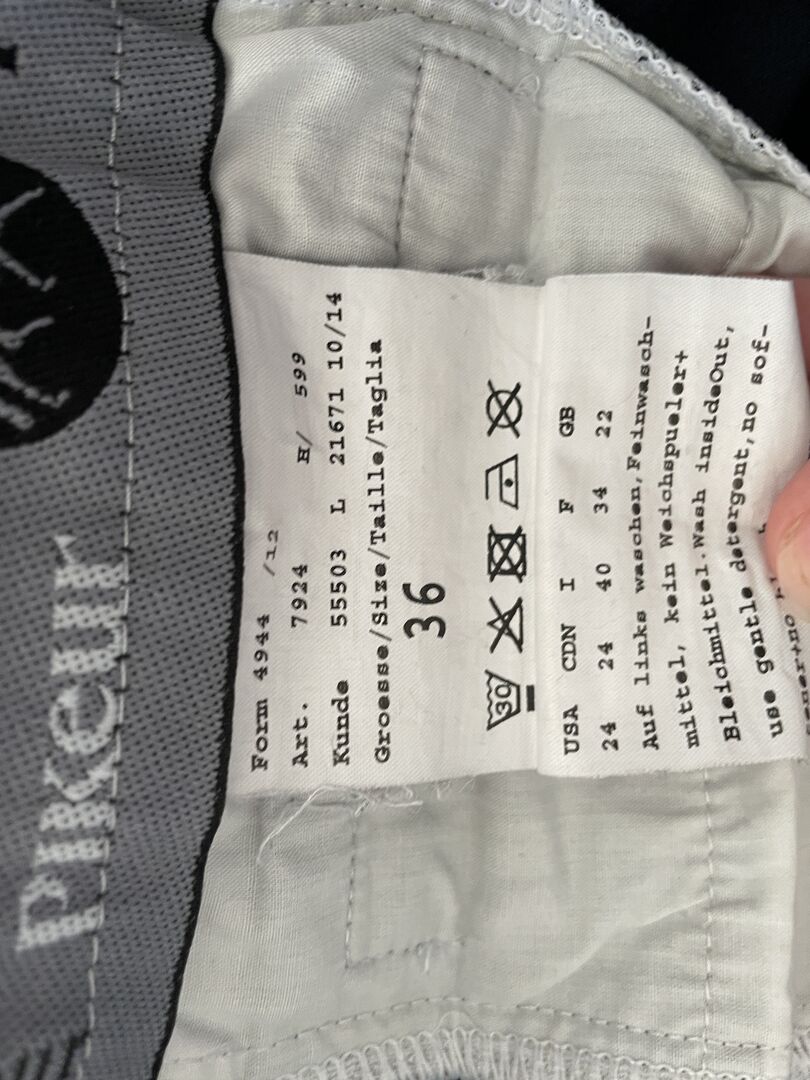 Pikeur
Form 4944 /12
Art. 7924 H/ 599
Kunde 55503 L 21671 10/14
Groesse/Size/Taille/Taglia
36
30
USA CDN I F GB
24 24 40 34 22
Auf links waschen,Feinwasch-
mittel, kein Weichspueler+
Bleichmittel.Wash insideOut,
use gentle detergent,no sof-